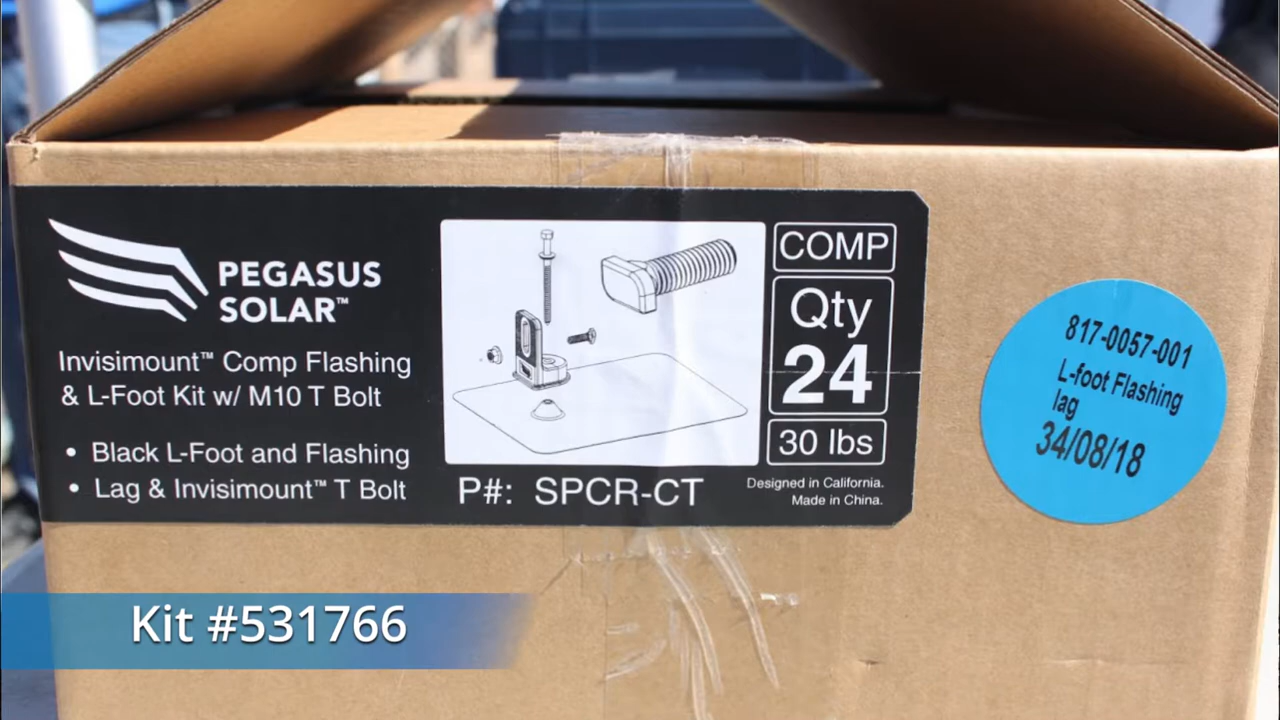 PEGASUS
SOLAR™
Invisimount™ Comp Flashing
& L-Foot Kit w/ M10 T Bolt
• Black L-Foot and Flashing
• Lag & Invisimount™ T Bolt
P#: SPCR-CT
COMP
Qty
24
30 lbs
Designed in California.
Made in China.
817-0057-001
L-foot Flashing
lag
34/08/18
Kit #531766